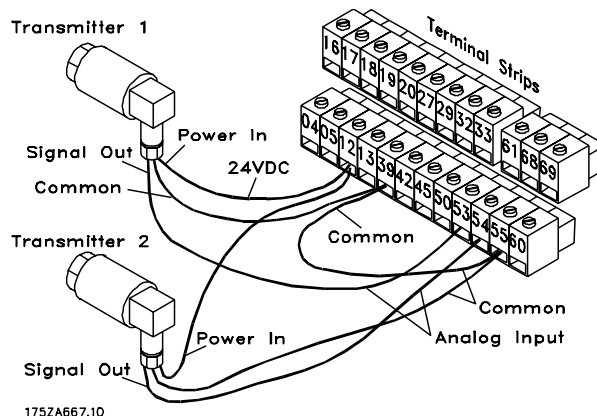 Transmitter 1
Terminal Strips
16 17 18 19 20 27 29 32 33 61 68 69
04 05 12 13 39 42 45 50 53 54 55 60
Power In
Signal Out
24VDC
Common
Transmitter 2
Common
Common
Power In
Analog Input
Signal Out
175ZA667.10